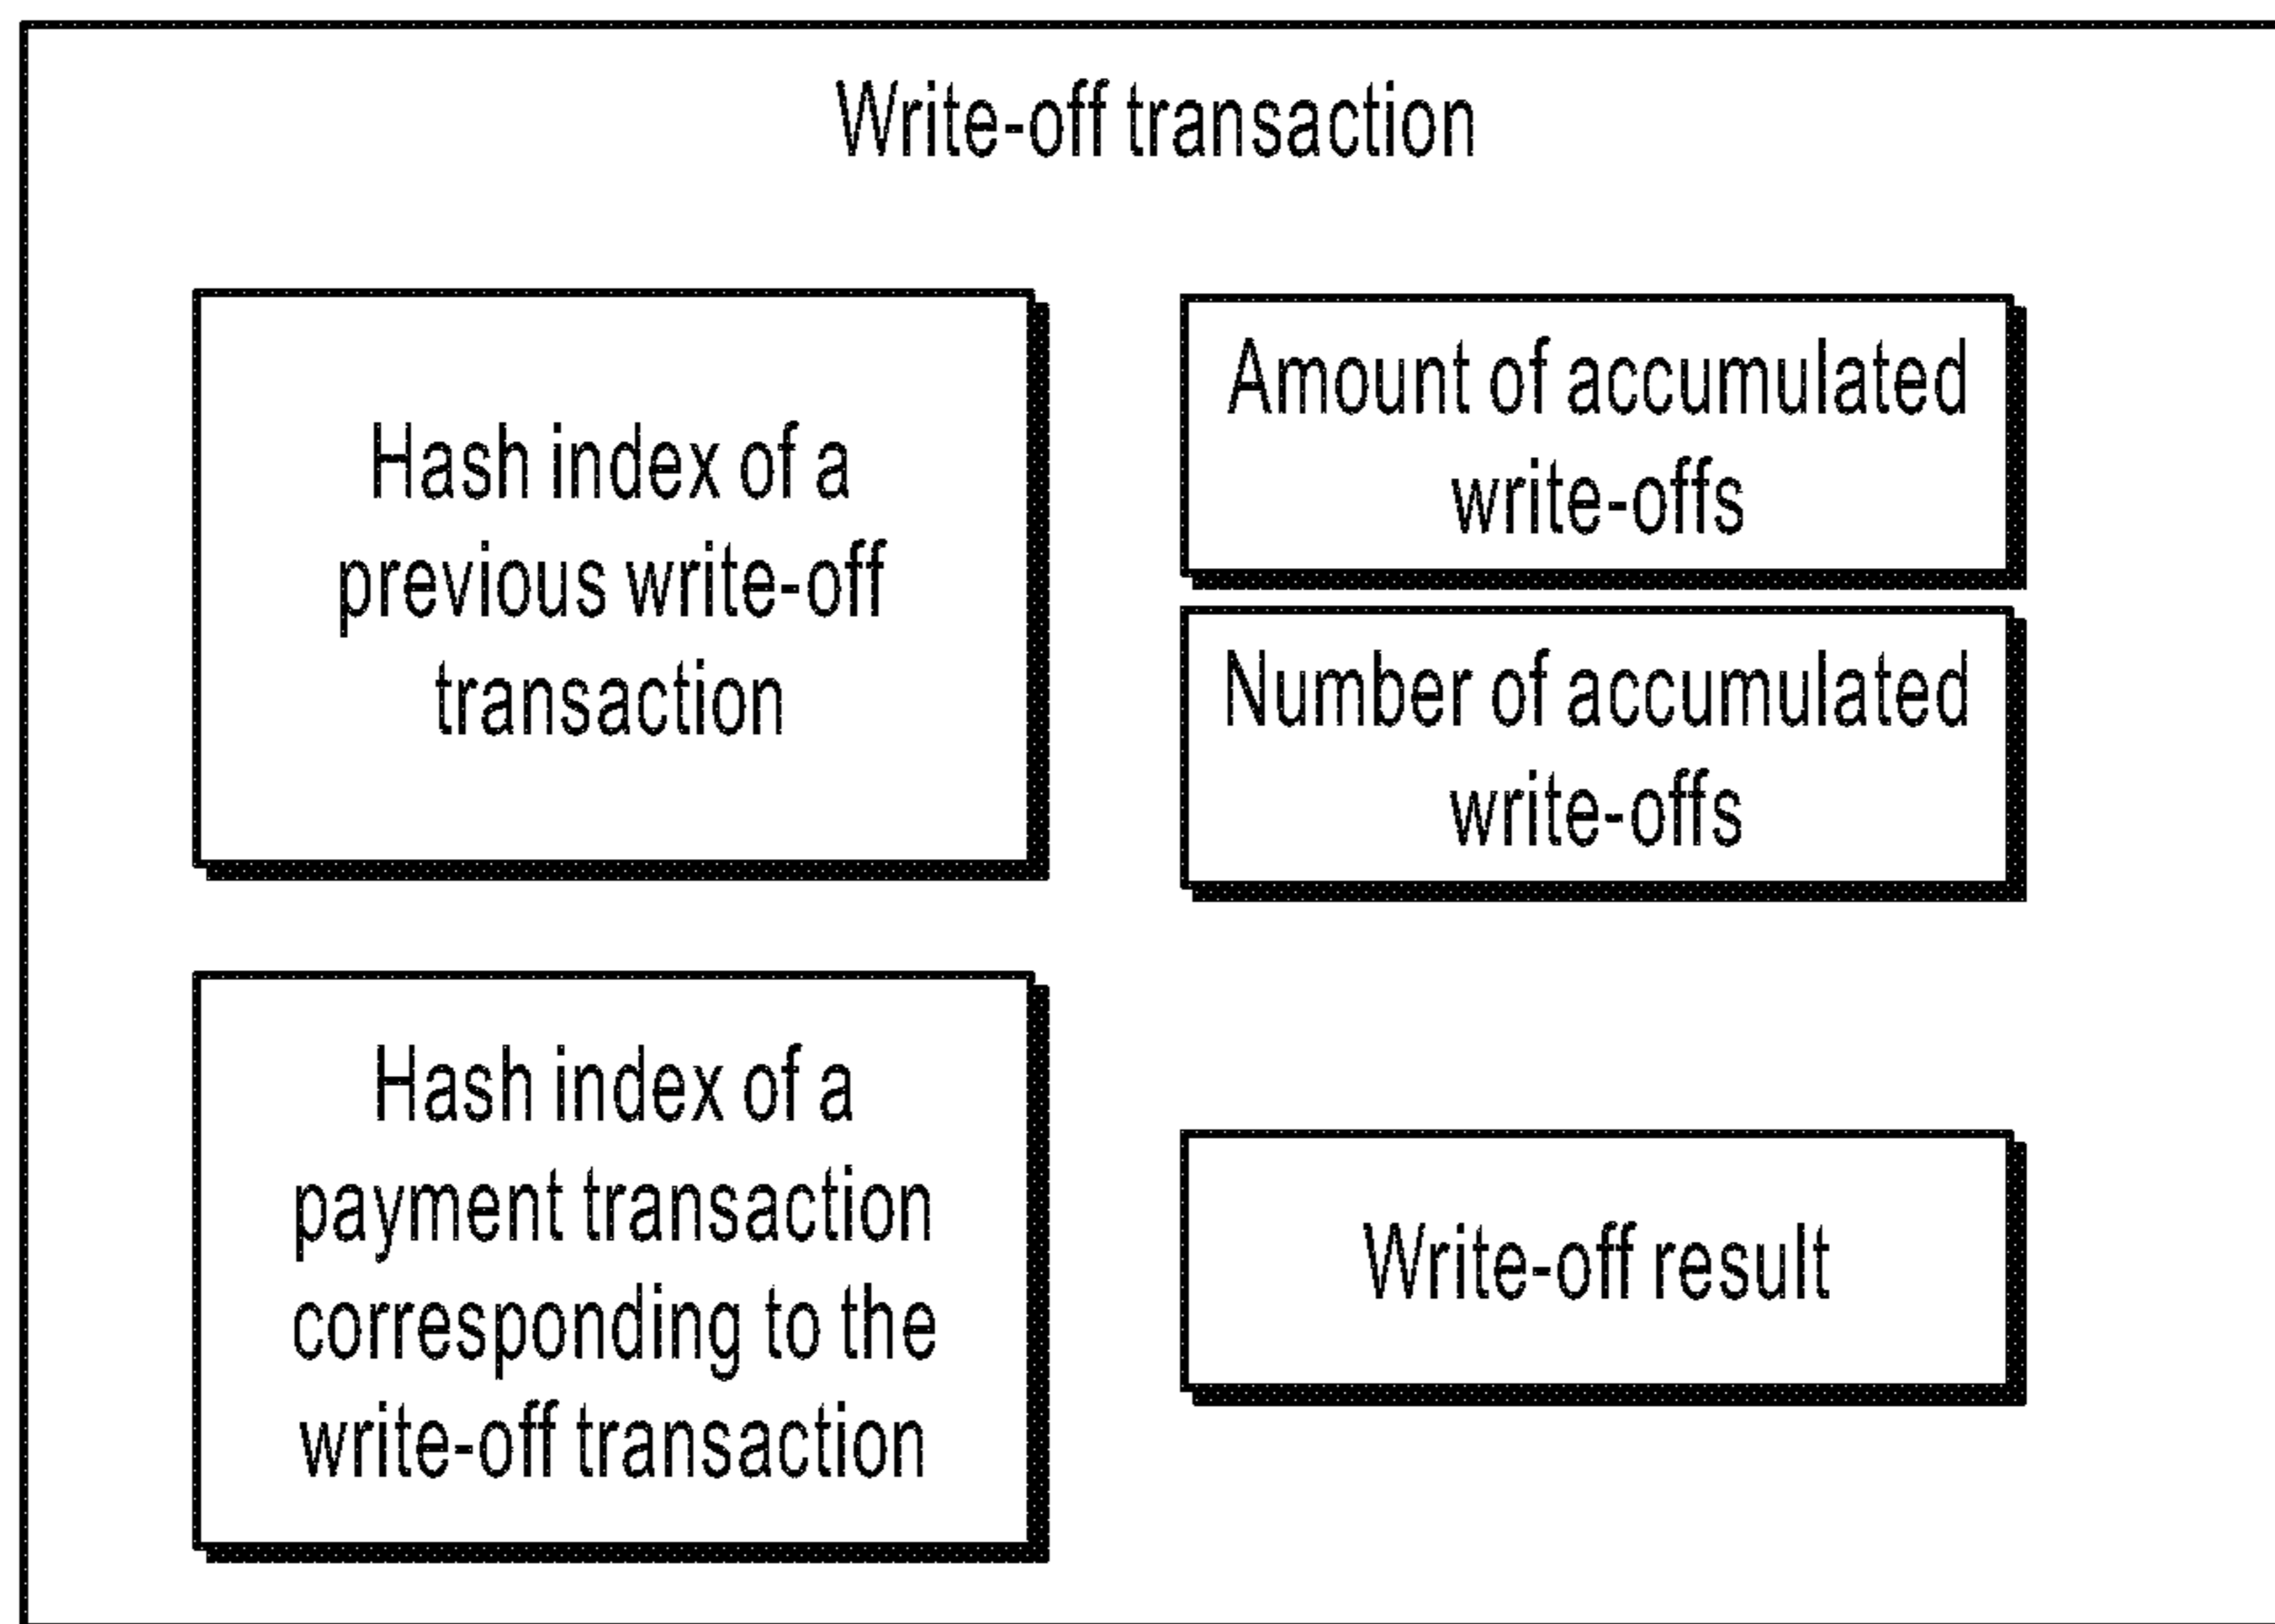 Write-off transaction
Hash index of a
previous write-off
transaction
Amount of accumulated
write-offs
Number of accumulated
write-offs
Hash index of a
payment transaction
corresponding to the
write-off transaction
Write-off result